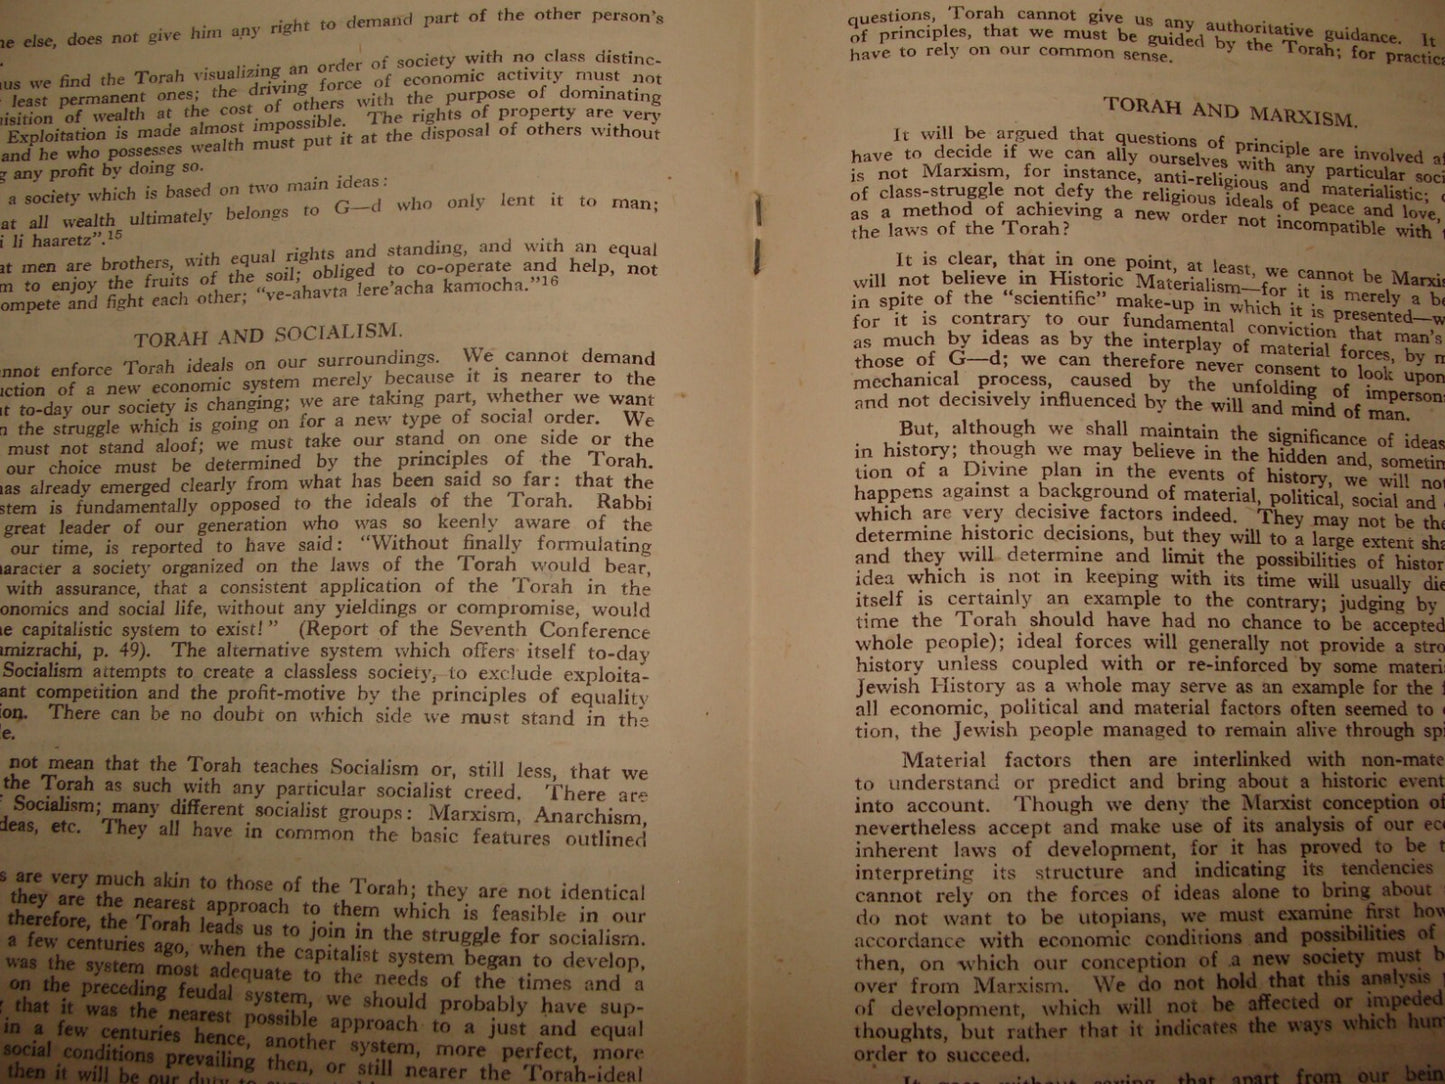 else, does not give him any right to demand part of the other person's
we find the Torah visualizing an order of society with no class distinc-
least permanent ones; the driving force of economic activity must not
of wealth at the cost of others with the purpose of dominating
Exploitation is made almost impossible. The rights of property are very
and he who possesses wealth must put it at the disposal of others without
any profit by doing so.
a society which is based on two main ideas:
all wealth ultimately belongs to G—d who only lent it to man;
li haaretz".15
men are brothers, with equal rights and standing, and with an equal
to enjoy the fruits of the soil; obliged to co-operate and help, not
and fight each other; "ve-ahavta lere'acha kamocha."16
TORAH AND SOCIALISM.
enforce Torah ideals on our surroundings. We cannot demand
of a new economic system merely because it is nearer to the
to-day our society is changing; we are taking part, whether we want
the struggle which is going on for a new type of social order. We
must not stand aloof; we must take our stand on one side or the
our choice must be determined by the principles of the Torah.
already emerged clearly from what has been said so far: that the
is fundamentally opposed to the ideals of the Torah. Rabbi
great leader of our generation who was so keenly aware of the
our time, is reported to have said: "Without finally formulating
a society organized on the laws of the Torah would bear,
with assurance, that a consistent application of the Torah in the
and social life, without any yieldings or compromise, would
capitalistic system to exist!" (Report of the Seventh Conference
p. 49). The alternative system which offers itself to-day
Socialism attempts to create a classless society, to exclude exploita-
competition and the profit-motive by the principles of equality
There can be no doubt on which side we must stand in the
not mean that the Torah teaches Socialism or, still less, that we
the Torah as such with any particular socialist creed. There are
Socialism; many different socialist groups: Marxism, Anarchism,
etc. They all have in common the basic features outlined
are very much akin to those of the Torah; they are not identical
they are the nearest approach to them which is feasible in our
therefore, the Torah leads us to join in the struggle for socialism.
a few centuries ago, when the capitalist system began to develop,
was the system most adequate to the needs of the times and a
on the preceding feudal system, we should probably have sup-
that it was the nearest possible approach to a just and equal
in a few centuries hence, another system, more perfect, more
social conditions prevailing then, or still nearer the Torah-ideal
then it will be our duty to
questions, Torah cannot give us any authoritative guidance. It
of principles, that we must be guided by the Torah; for
have to rely on our common sense.
TORAH AND MARXISM.
It will be argued that questions of principle are involved
have to decide if we can ally ourselves with any particular
is not Marxism, for instance, anti-religious and materialistic;
of class-struggle not defy the religious ideals of peace and love,
as a method of achieving a new order not incompatible with
the laws of the Torah?
It is clear, that in one point, at least, we cannot be
will not believe in Historic Materialism—for it is merely a
in spite of the "scientific" make-up in which it is presented—
for it is contrary to our fundamental conviction that man's
as much by ideas as by the interplay of material forces, by
those of G—d; we can therefore never consent to look upon
mechanical process, caused by the unfolding of
and not decisively influenced by the will and mind of man.
But, although we shall maintain the significance of ideas
in history; though we may believe in the hidden and,
tion of a Divine plan in the events of history, we will
happens against a background of material, political, social and
which are very decisive factors indeed. They may not be the
determine historic decisions, but they will to a large extent
and they will determine and limit the possibilities of
idea which is not in keeping with its time will usually
itself is certainly an example to the contrary; judging by
time the Torah should have had no chance to be accepted
whole people); ideal forces will generally not provide a
history unless coupled with or re-inforced by some
Jewish History as a whole may serve as an example for the
all economic, political and material factors often seemed to
tion, the Jewish people managed to remain alive through
Material factors then are interlinked with
to understand or predict and bring about a historic event
into account. Though we deny the Marxist conception of
nevertheless accept and make use of its analysis of our
inherent laws of development, for it has proved to be
interpreting its structure and indicating its tendencies
cannot rely on the forces of ideas alone to bring about
do not want to be utopians, we must examine first how
accordance with economic conditions and possibilities of
then, on which our conception of a new society must
over from Marxism. We do not hold that this analysis
of development, which will not be affected or impeded
thoughts, but rather that it indicates the ways which
order to succeed.
that apart from our